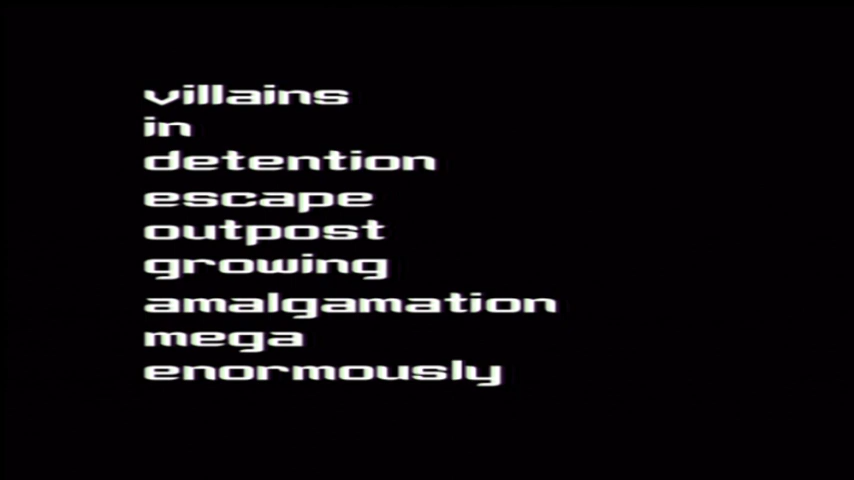 villains
in
detention
escape
outpost
growing
amalgamation
mega
enormously